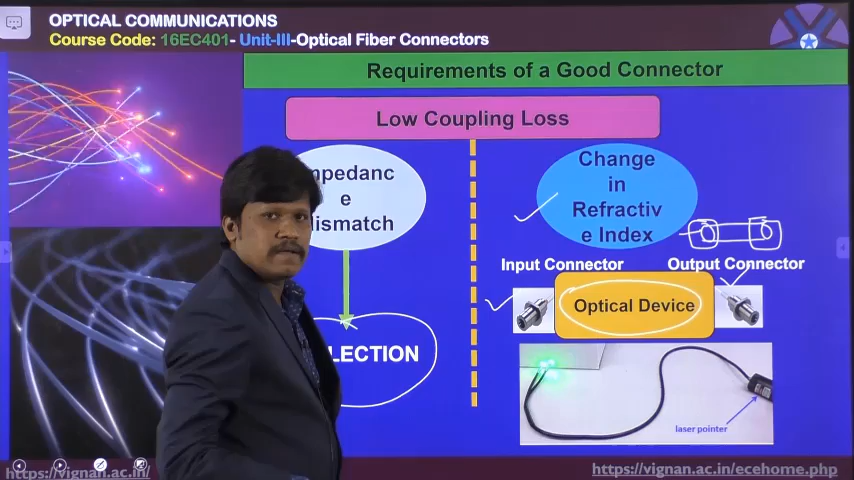 OPTICAL COMMUNICATIONS
Course Code: 16EC401- Unit-III-Optical Fiber Connectors
Requirements of a Good Connector
Low Coupling Loss
mpedanc
e
ismatch
LECTION
Change
in
Refractiv
e Index
Input Connector
Output Connector
Optical Device
laser pointer
https://vignan.ac.in/
https://vignan.ac.in/ecehome.php